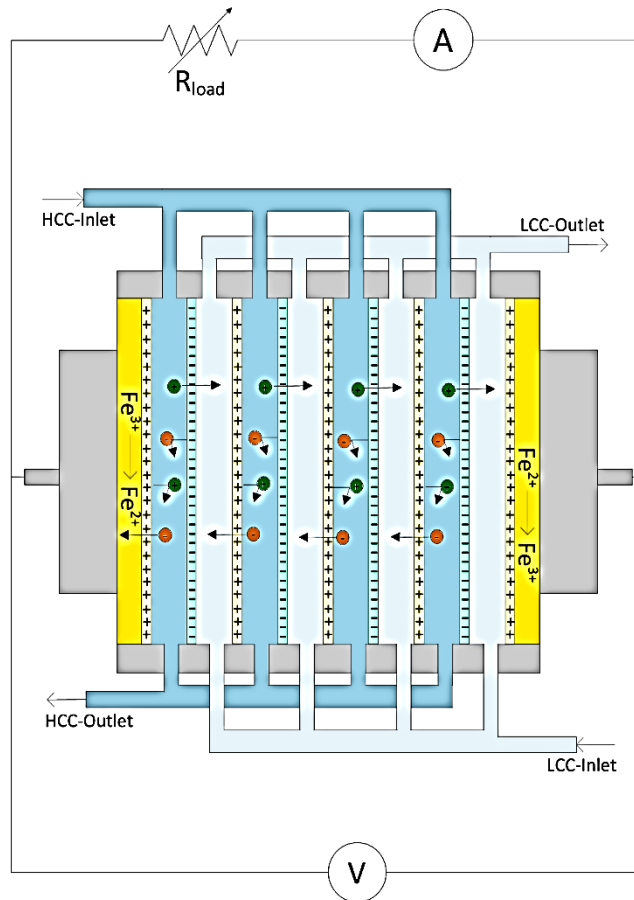 A
Rload
HCC-Inlet
LCC-Outlet
Fe³⁺
Fe²⁺
Fe²⁺
Fe³⁺
HCC-Outlet
LCC-Inlet
V